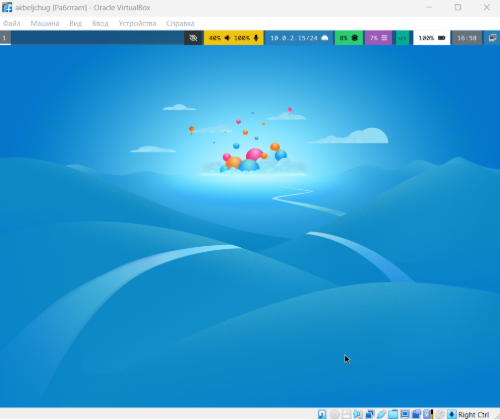 akbeljchug [Работает] - Oracle VirtualBox
Файл Машина Вид Ввод Устройства Справка
1 40% 100% 10.0.2.15/24 8% 7% 100% 16:58
Right Ctrl